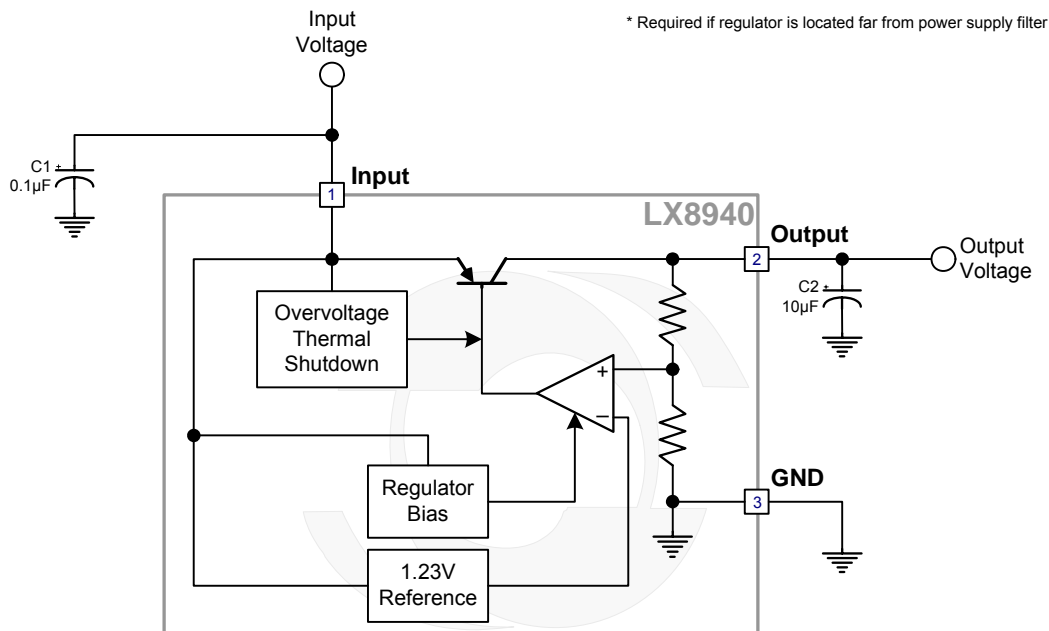 Input
Voltage
* Required if regulator is located far from power supply filter
C1 +
0.1µF
1
Input
LX8940
Output
2
Output
Voltage
C2 +
10µF
Overvoltage
Thermal
Shutdown
+
−
GND
3
Regulator
Bias
1.23V
Reference